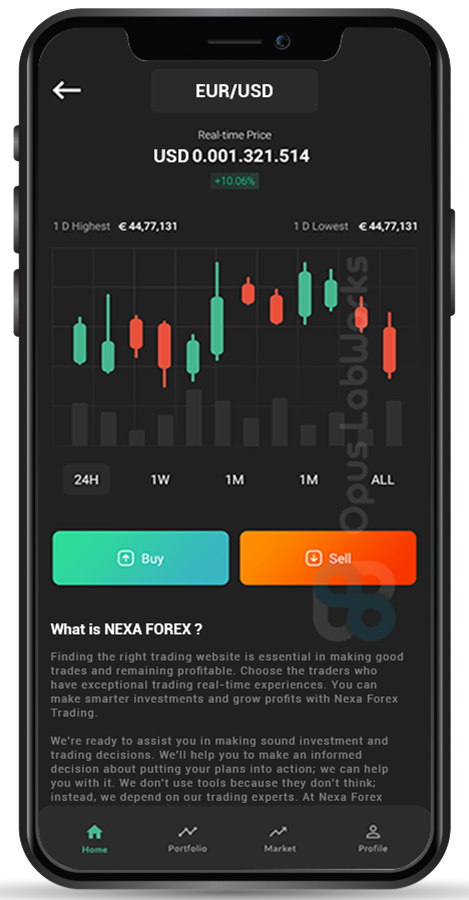 EUR/USD
Real-time Price
USD 0.001.321.514
+10.06%
1 D Highest € 44,77,131 1 D Lowest € 44,77,131
24H 1W 1M 1M ALL
Buy Sell
Opus LabWorks
What is NEXA FOREX ?
Finding the right trading website is essential in making good
trades and remaining profitable. Choose the traders who
have exceptional trading real-time experiences. You can
make smarter investments and grow profits with Nexa Forex
Trading.
We're ready to assist you in making sound investment and
trading decisions. We'll help you to make an informed
decision about putting your plans into action; we can help
you with it. We don't use tools because they don't think;
instead, we depend on our trading experts. At Nexa Forex
Home Portfolio Market Profile